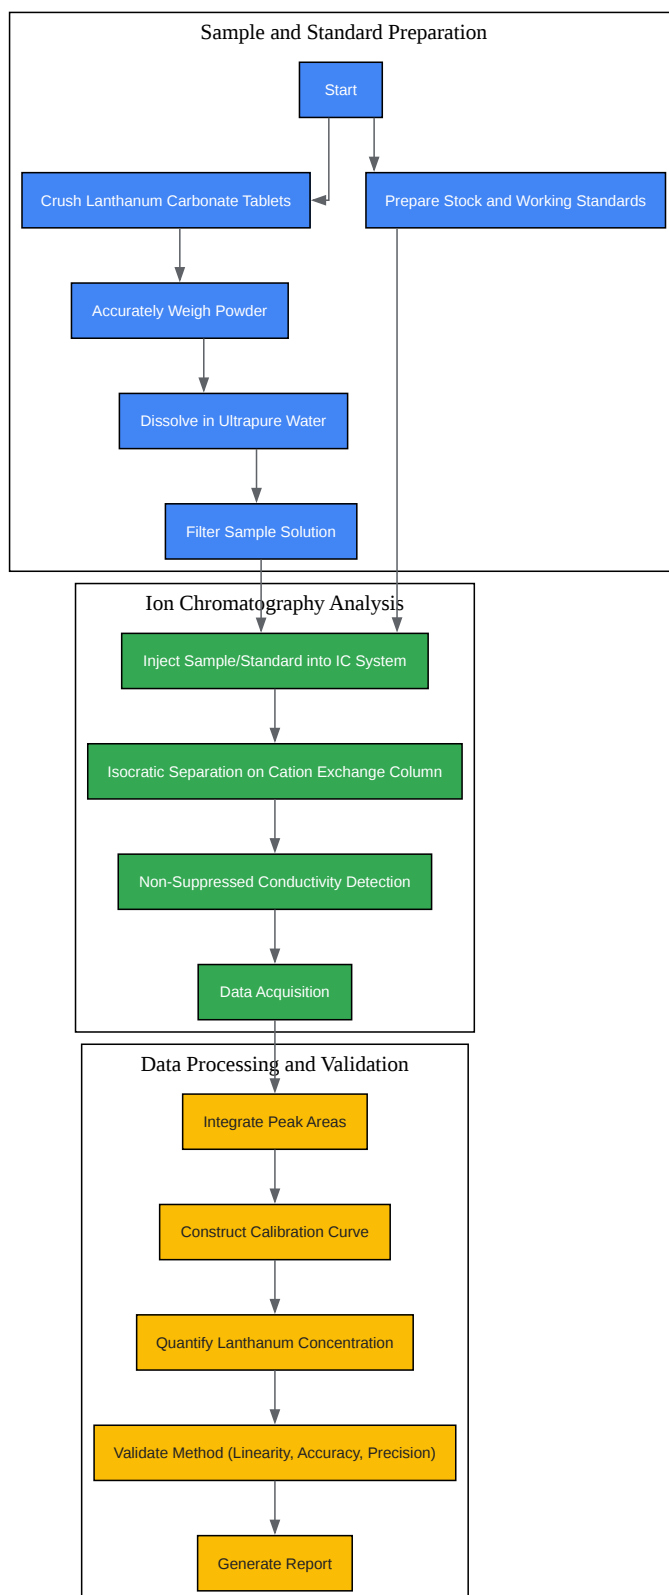 Sample and Standard Preparation
Start
Crush Lanthanum Carbonate Tablets
Prepare Stock and Working Standards
Accurately Weigh Powder
Dissolve in Ultrapure Water
Filter Sample Solution
Ion Chromatography Analysis
Inject Sample/Standard into IC System
Isocratic Separation on Cation Exchange Column
Non-Suppressed Conductivity Detection
Data Acquisition
Data Processing and Validation
Integrate Peak Areas
Construct Calibration Curve
Quantify Lanthanum Concentration
Validate Method (Linearity, Accuracy, Precision)
Generate Report